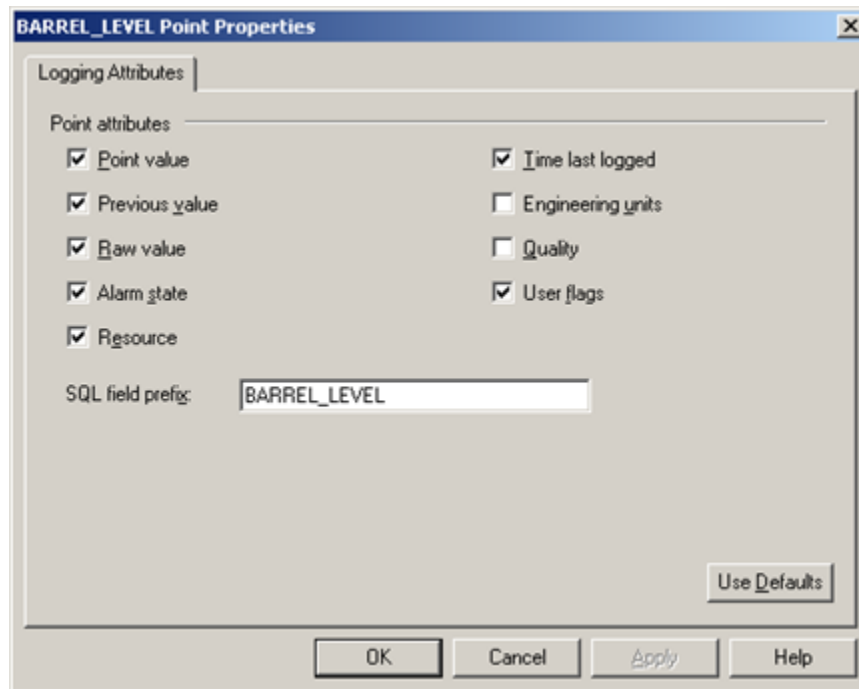 BARREL_LEVEL Point Properties
Logging Attributes
Point attributes
Point value
Previous value
Raw value
Alarm state
Resource
Time last logged
Engineering units
Quality
User flags
SQL field prefix:
BARREL_LEVEL
Use Defaults
OK
Cancel
Apply
Help